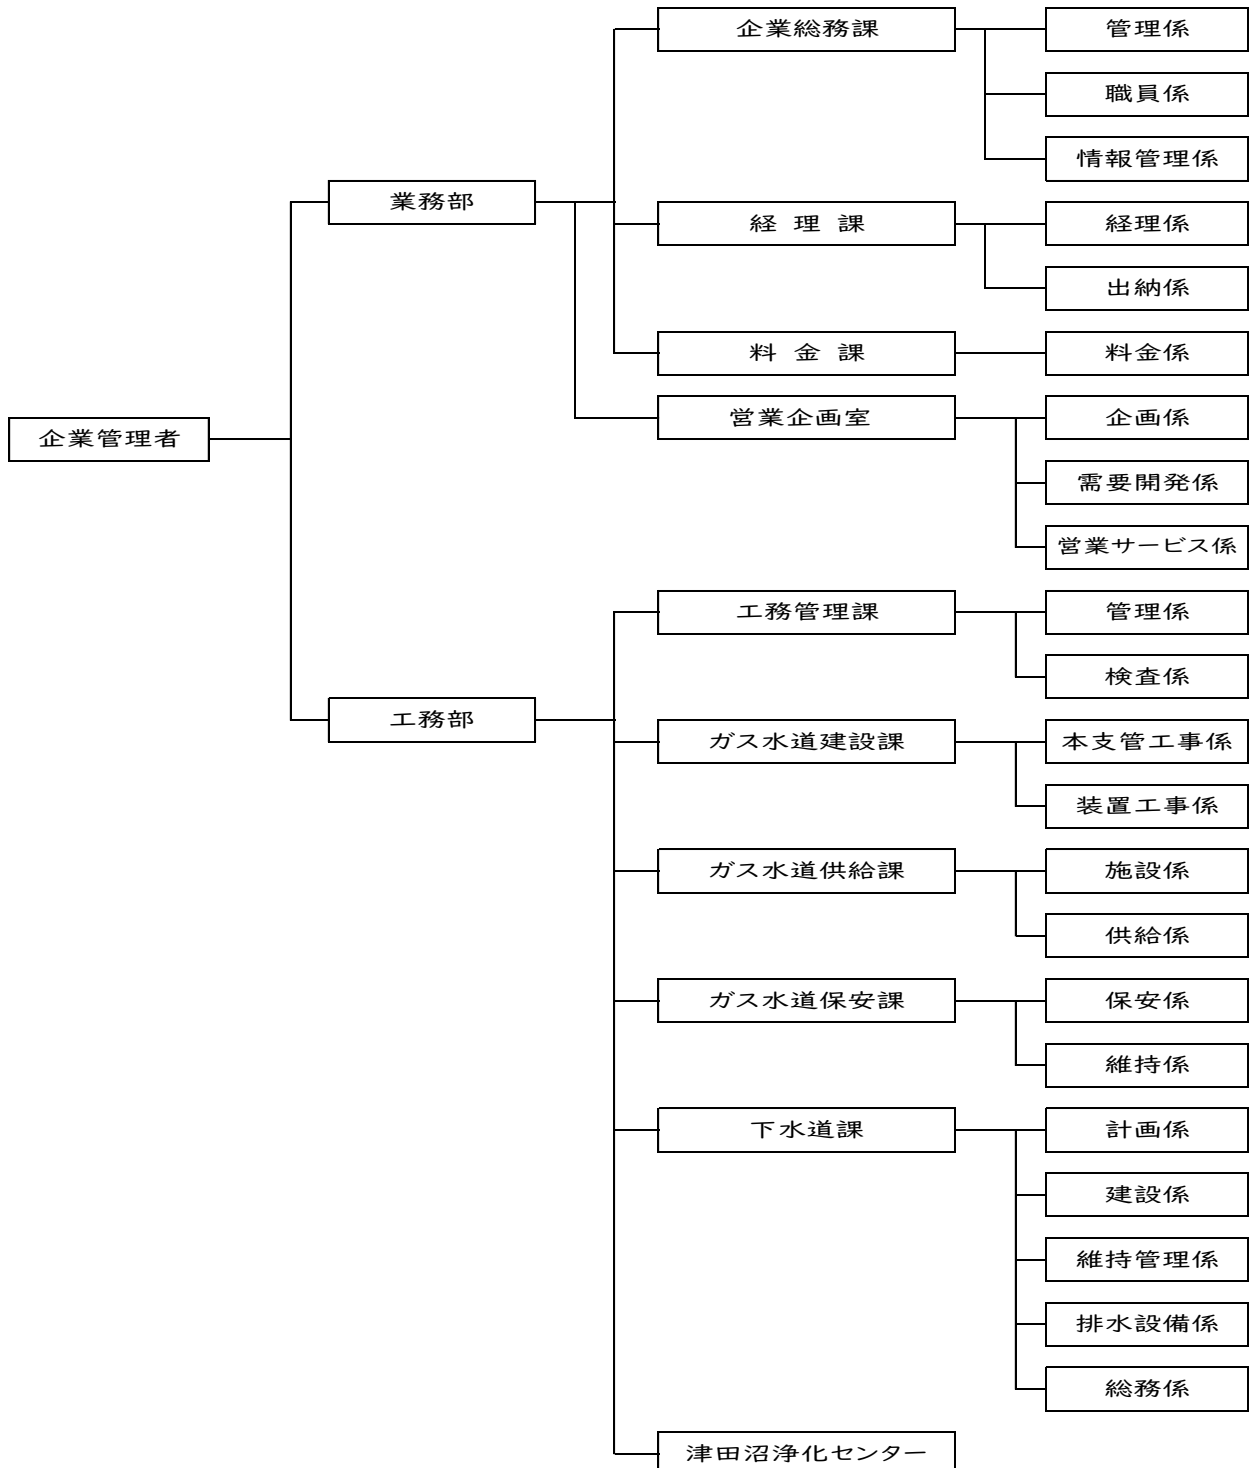 企業総務課
管理係
職員係
情報管理係
業務部
経 理 課
経理係
出納係
料 金 課
料金係
企業管理者
営業企画室
企画係
需要開発係
営業サービス係
工務管理課
管理係
検査係
工務部
ガス水道建設課
本支管工事係
装置工事係
ガス水道供給課
施設係
供給係
ガス水道保安課
保安係
維持係
下水道課
計画係
建設係
維持管理係
排水設備係
総務係
津田沼浄化センター